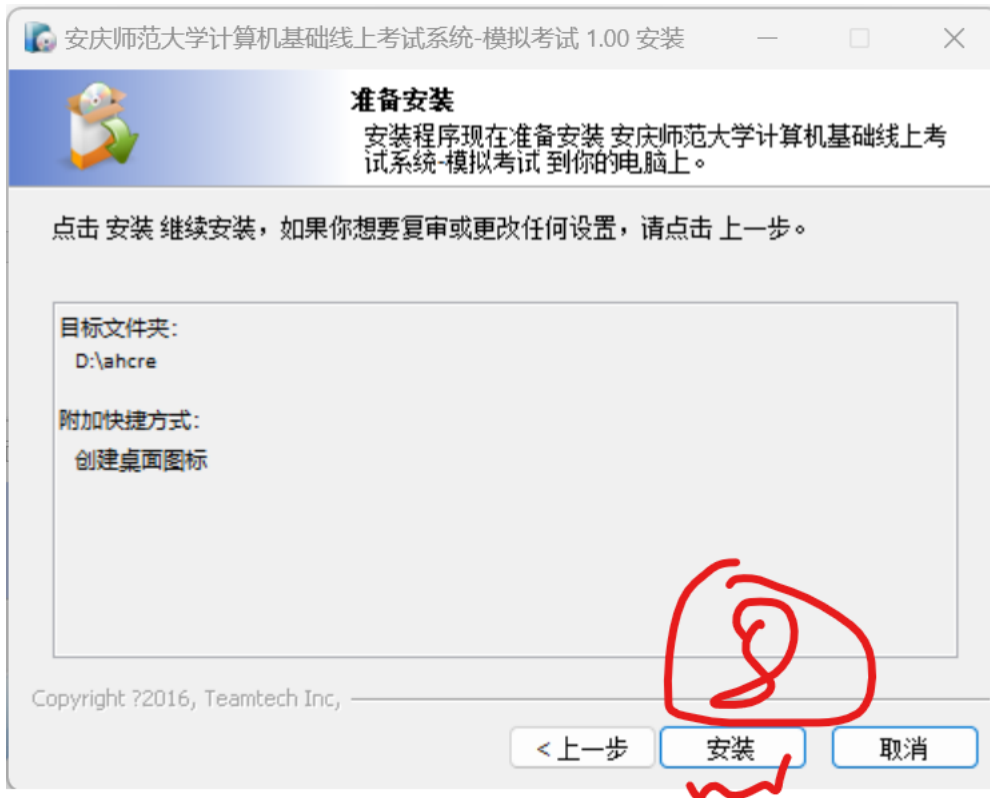 安庆师范大学计算机基础线上考试系统-模拟考试 1.00 安装
准备安装
安装程序现在准备安装 安庆师范大学计算机基础线上考
试系统-模拟考试 到你的电脑上。
点击 安装 继续安装，如果你想要复审或更改任何设置，请点击 上一步。
目标文件夹：
D:\ahcre
附加快捷方式：
创建桌面图标
8
Copyright ?2016, Teamtech Inc,
<上一步
安装
取消